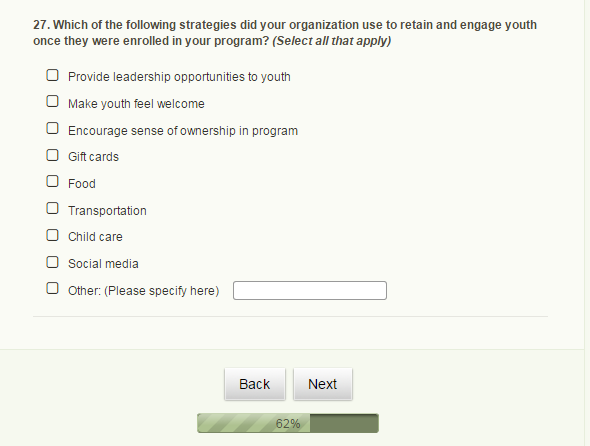 27. Which of the following strategies did your organization use to retain and engage youth
once they were enrolled in your program? (Select all that apply)
Provide leadership opportunities to youth
Make youth feel welcome
Encourage sense of ownership in program
Gift cards
Food
Transportation
Child care
Social media
Other: (Please specify here)
Back Next
62%